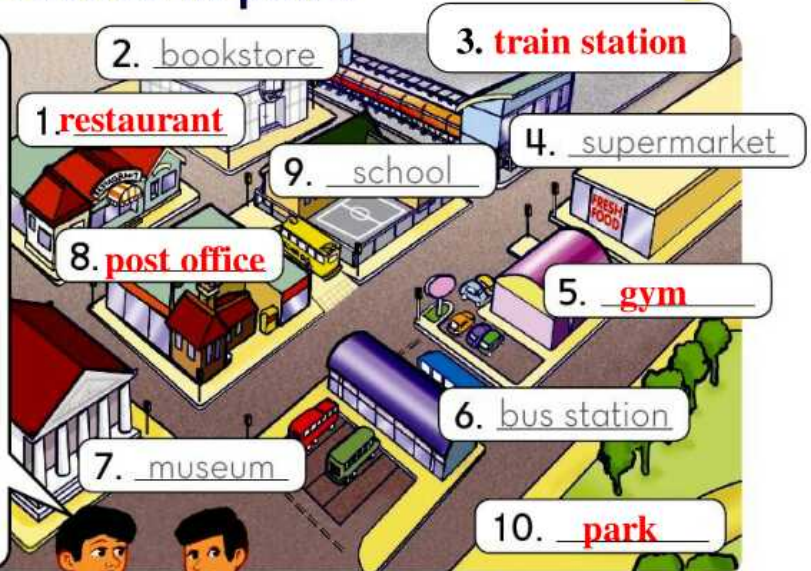 2. bookstore
3. train station
1. restaurant
4. supermarket
9. school
RESTAURANT
FRESH
FOOD
8. post office
5. gym
6. bus station
7. museum
10. park